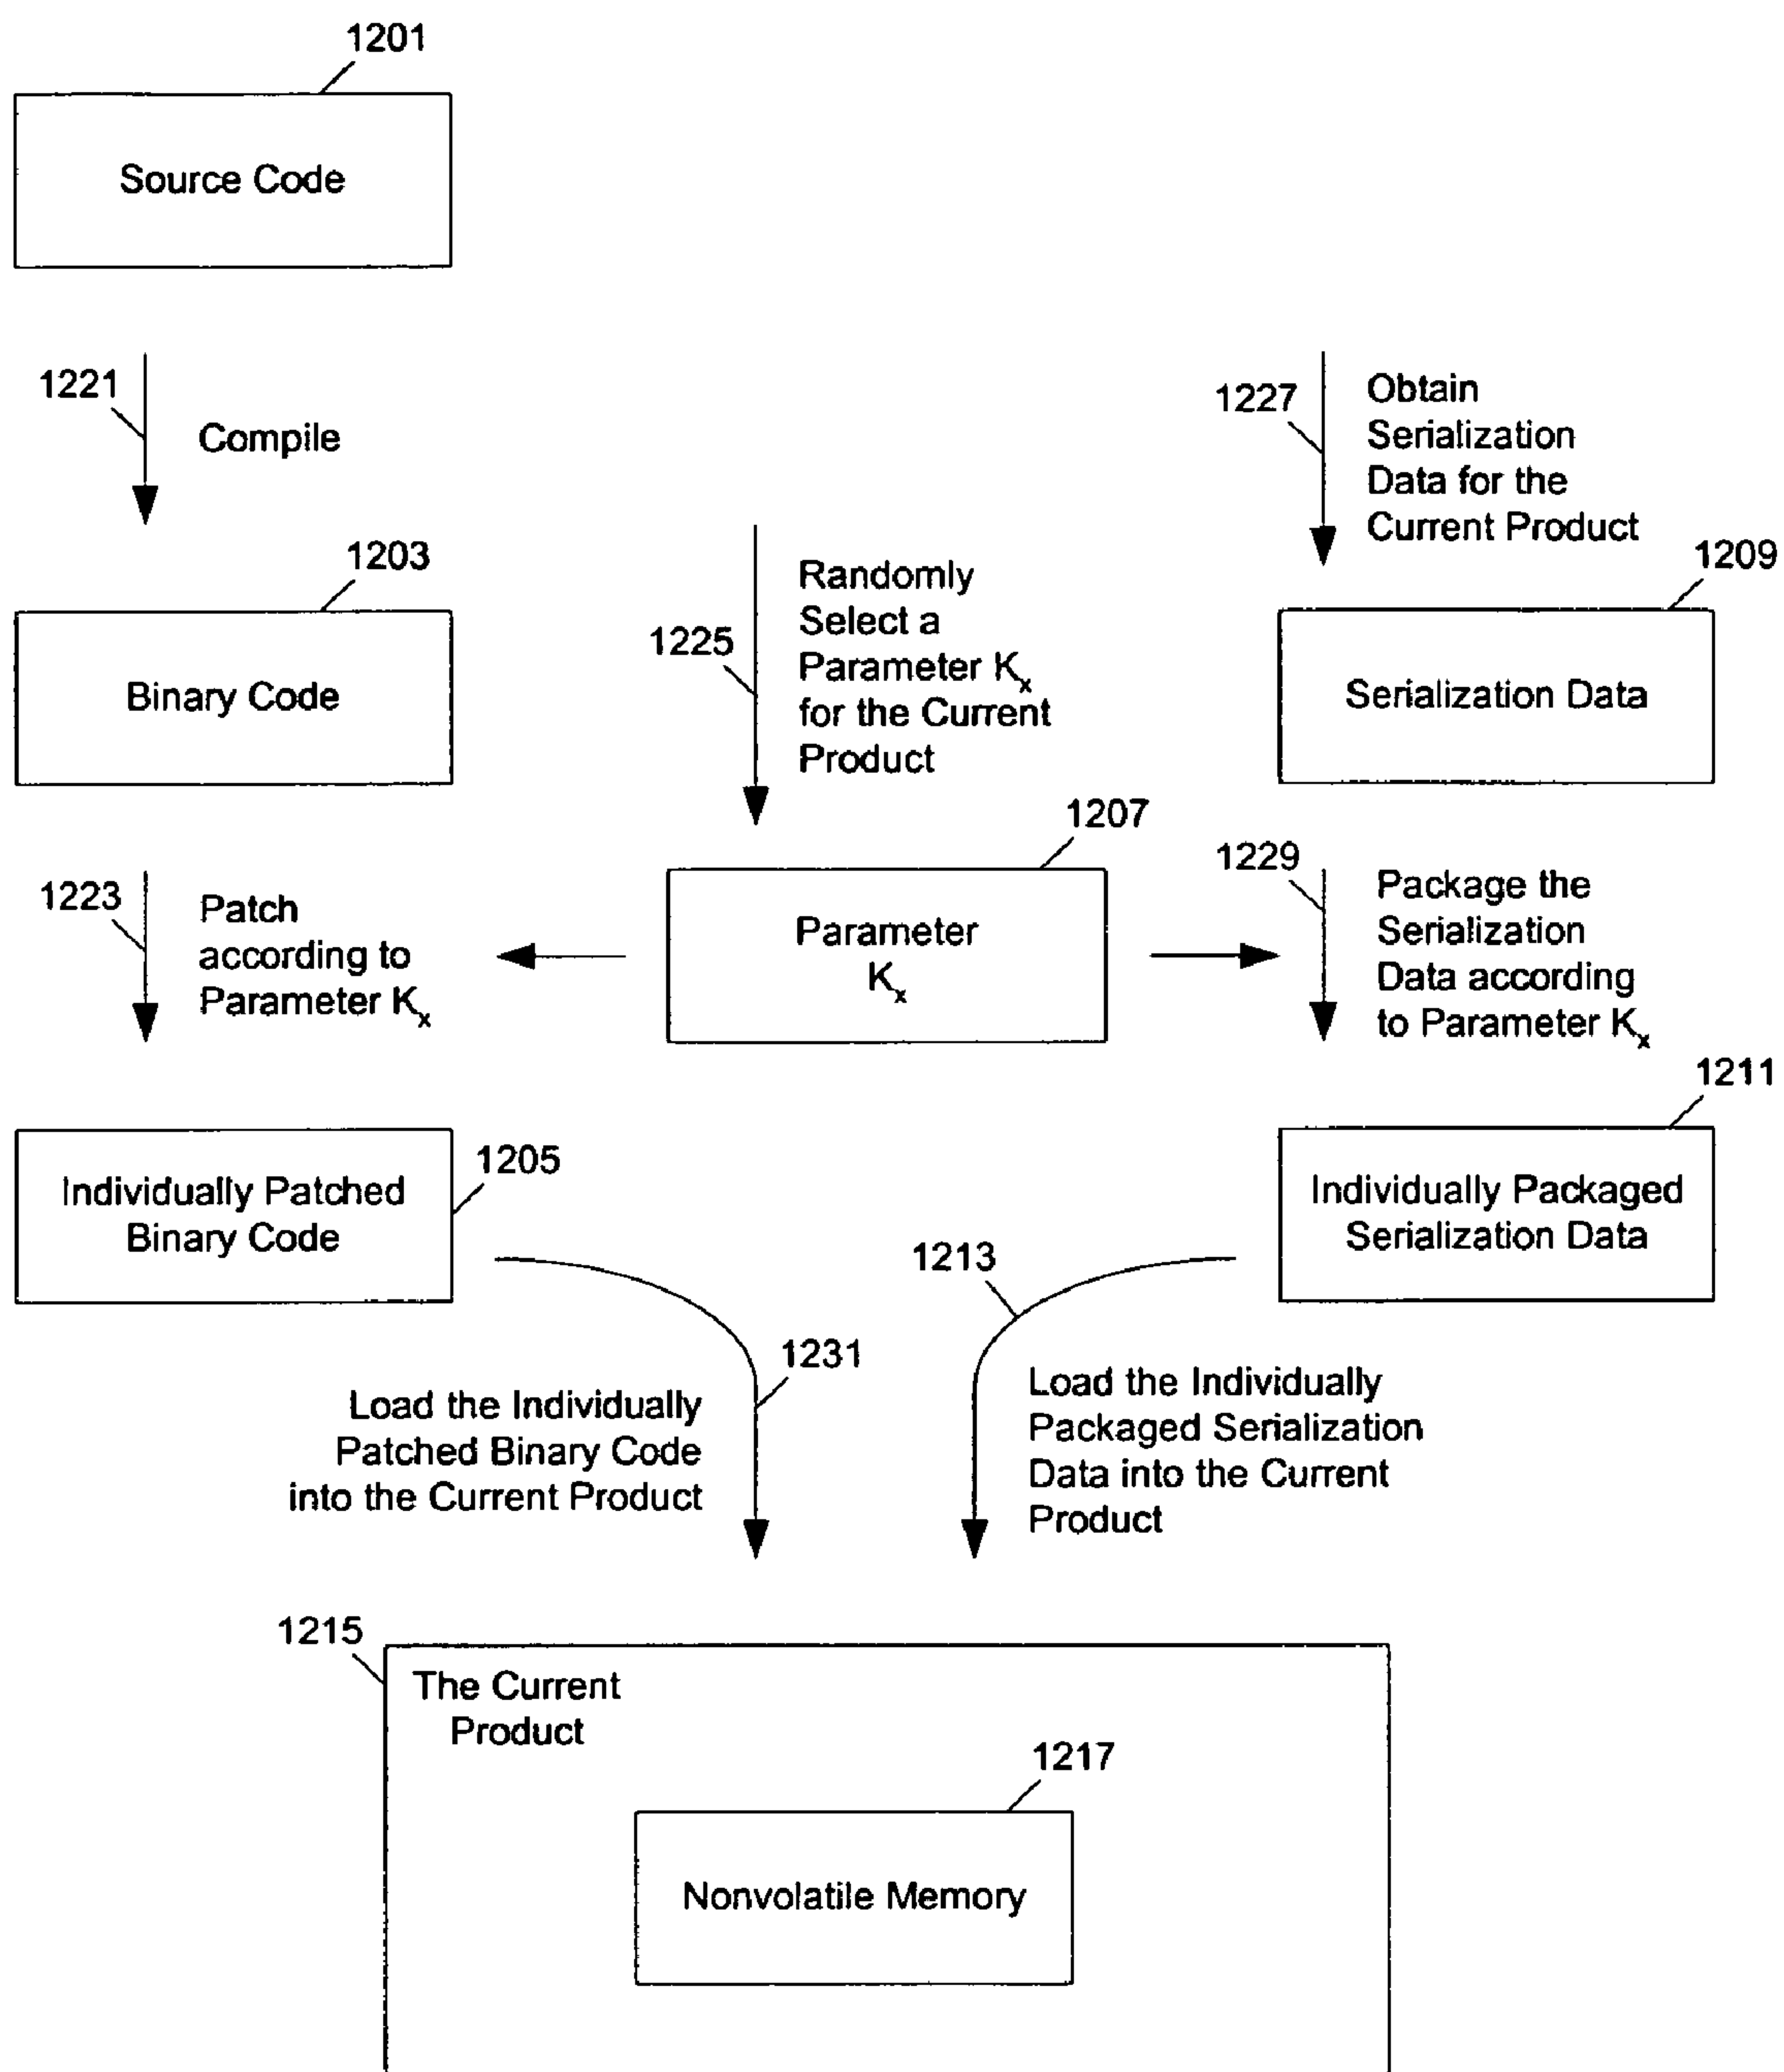 1201
Source Code
1221
Compile
1227
Obtain
Serialization
Data for the
Current Product
1203
Binary Code
1225
Randomly
Select a
Parameter Kx
for the Current
Product
1209
Serialization Data
1207
Parameter
Kx
1223
Patch
according to
Parameter Kx
1229
Package the
Serialization
Data according
to Parameter Kx
1205
Individually Patched
Binary Code
1211
Individually Packaged
Serialization Data
1231
Load the Individually
Patched Binary Code
into the Current Product
1213
Load the Individually
Packaged Serialization
Data into the Current
Product
1215
The Current
Product
1217
Nonvolatile Memory